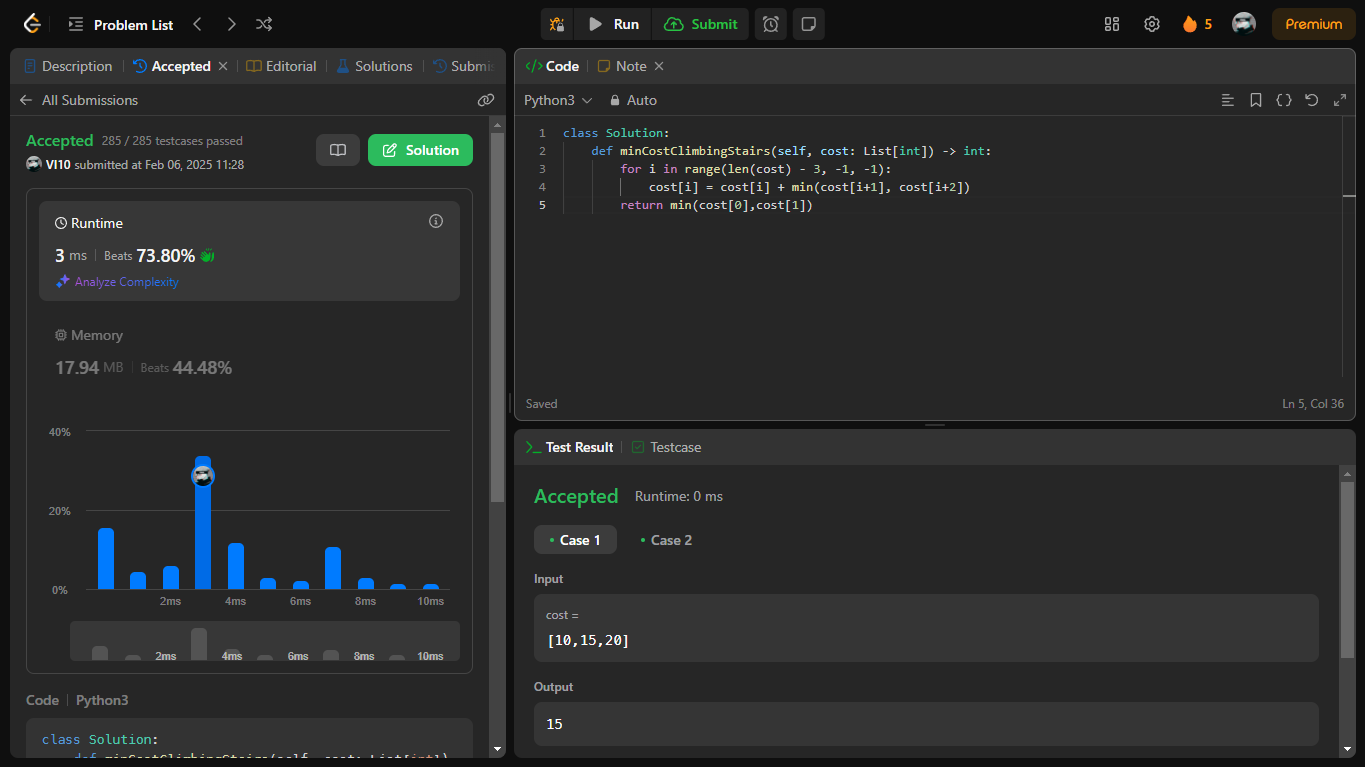 Problem List
Run
Submit
5
Premium
Description
Accepted
Editorial
Solutions
Submis
All Submissions
Accepted 285 / 285 testcases passed
VI10 submitted at Feb 06, 2025 11:28
Solution
Runtime
3 ms Beats 73.80%
Analyze Complexity
Memory
17.94 MB Beats 44.48%
40%
20%
0%
2ms 4ms 6ms 8ms 10ms
2ms 4ms 6ms 8ms 10ms
Code Python3
class Solution:
def minCostClimbingStairs(self, cost: List[int])
</> Code
Note
Python3
Auto
1 class Solution:
2 def minCostClimbingStairs(self, cost: List[int]) -> int:
3 for i in range(len(cost) - 3, -1, -1):
4 cost[i] = cost[i] + min(cost[i+1], cost[i+2])
5 return min(cost[0],cost[1])
Saved
Ln 5, Col 36
Test Result
Testcase
Accepted Runtime: 0 ms
Case 1
Case 2
Input
cost =
[10,15,20]
Output
15